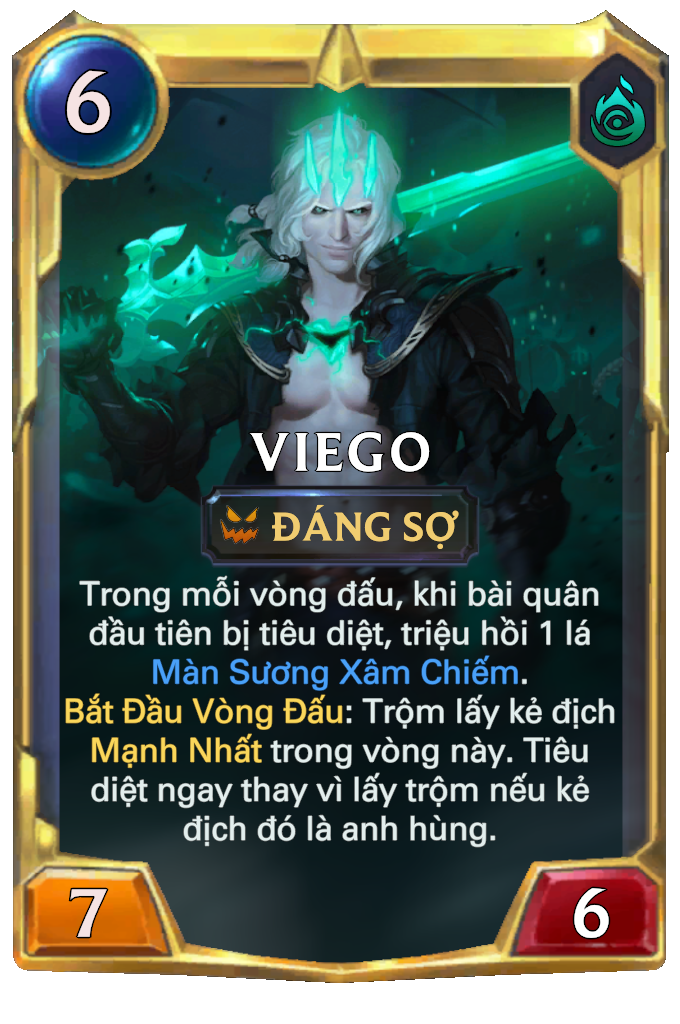 6
VIEGO
ĐÁNG SỢ
Trong mỗi vòng đấu, khi bài quân
đầu tiên bị tiêu diệt, triệu hồi 1 lá
Màn Sương Xâm Chiếm.
Bắt Đầu Vòng Đấu: Trộm lấy kẻ địch
Mạnh Nhất trong vòng này. Tiêu
diệt ngay thay vì lấy trộm nếu kẻ
địch đó là anh hùng.
7
6